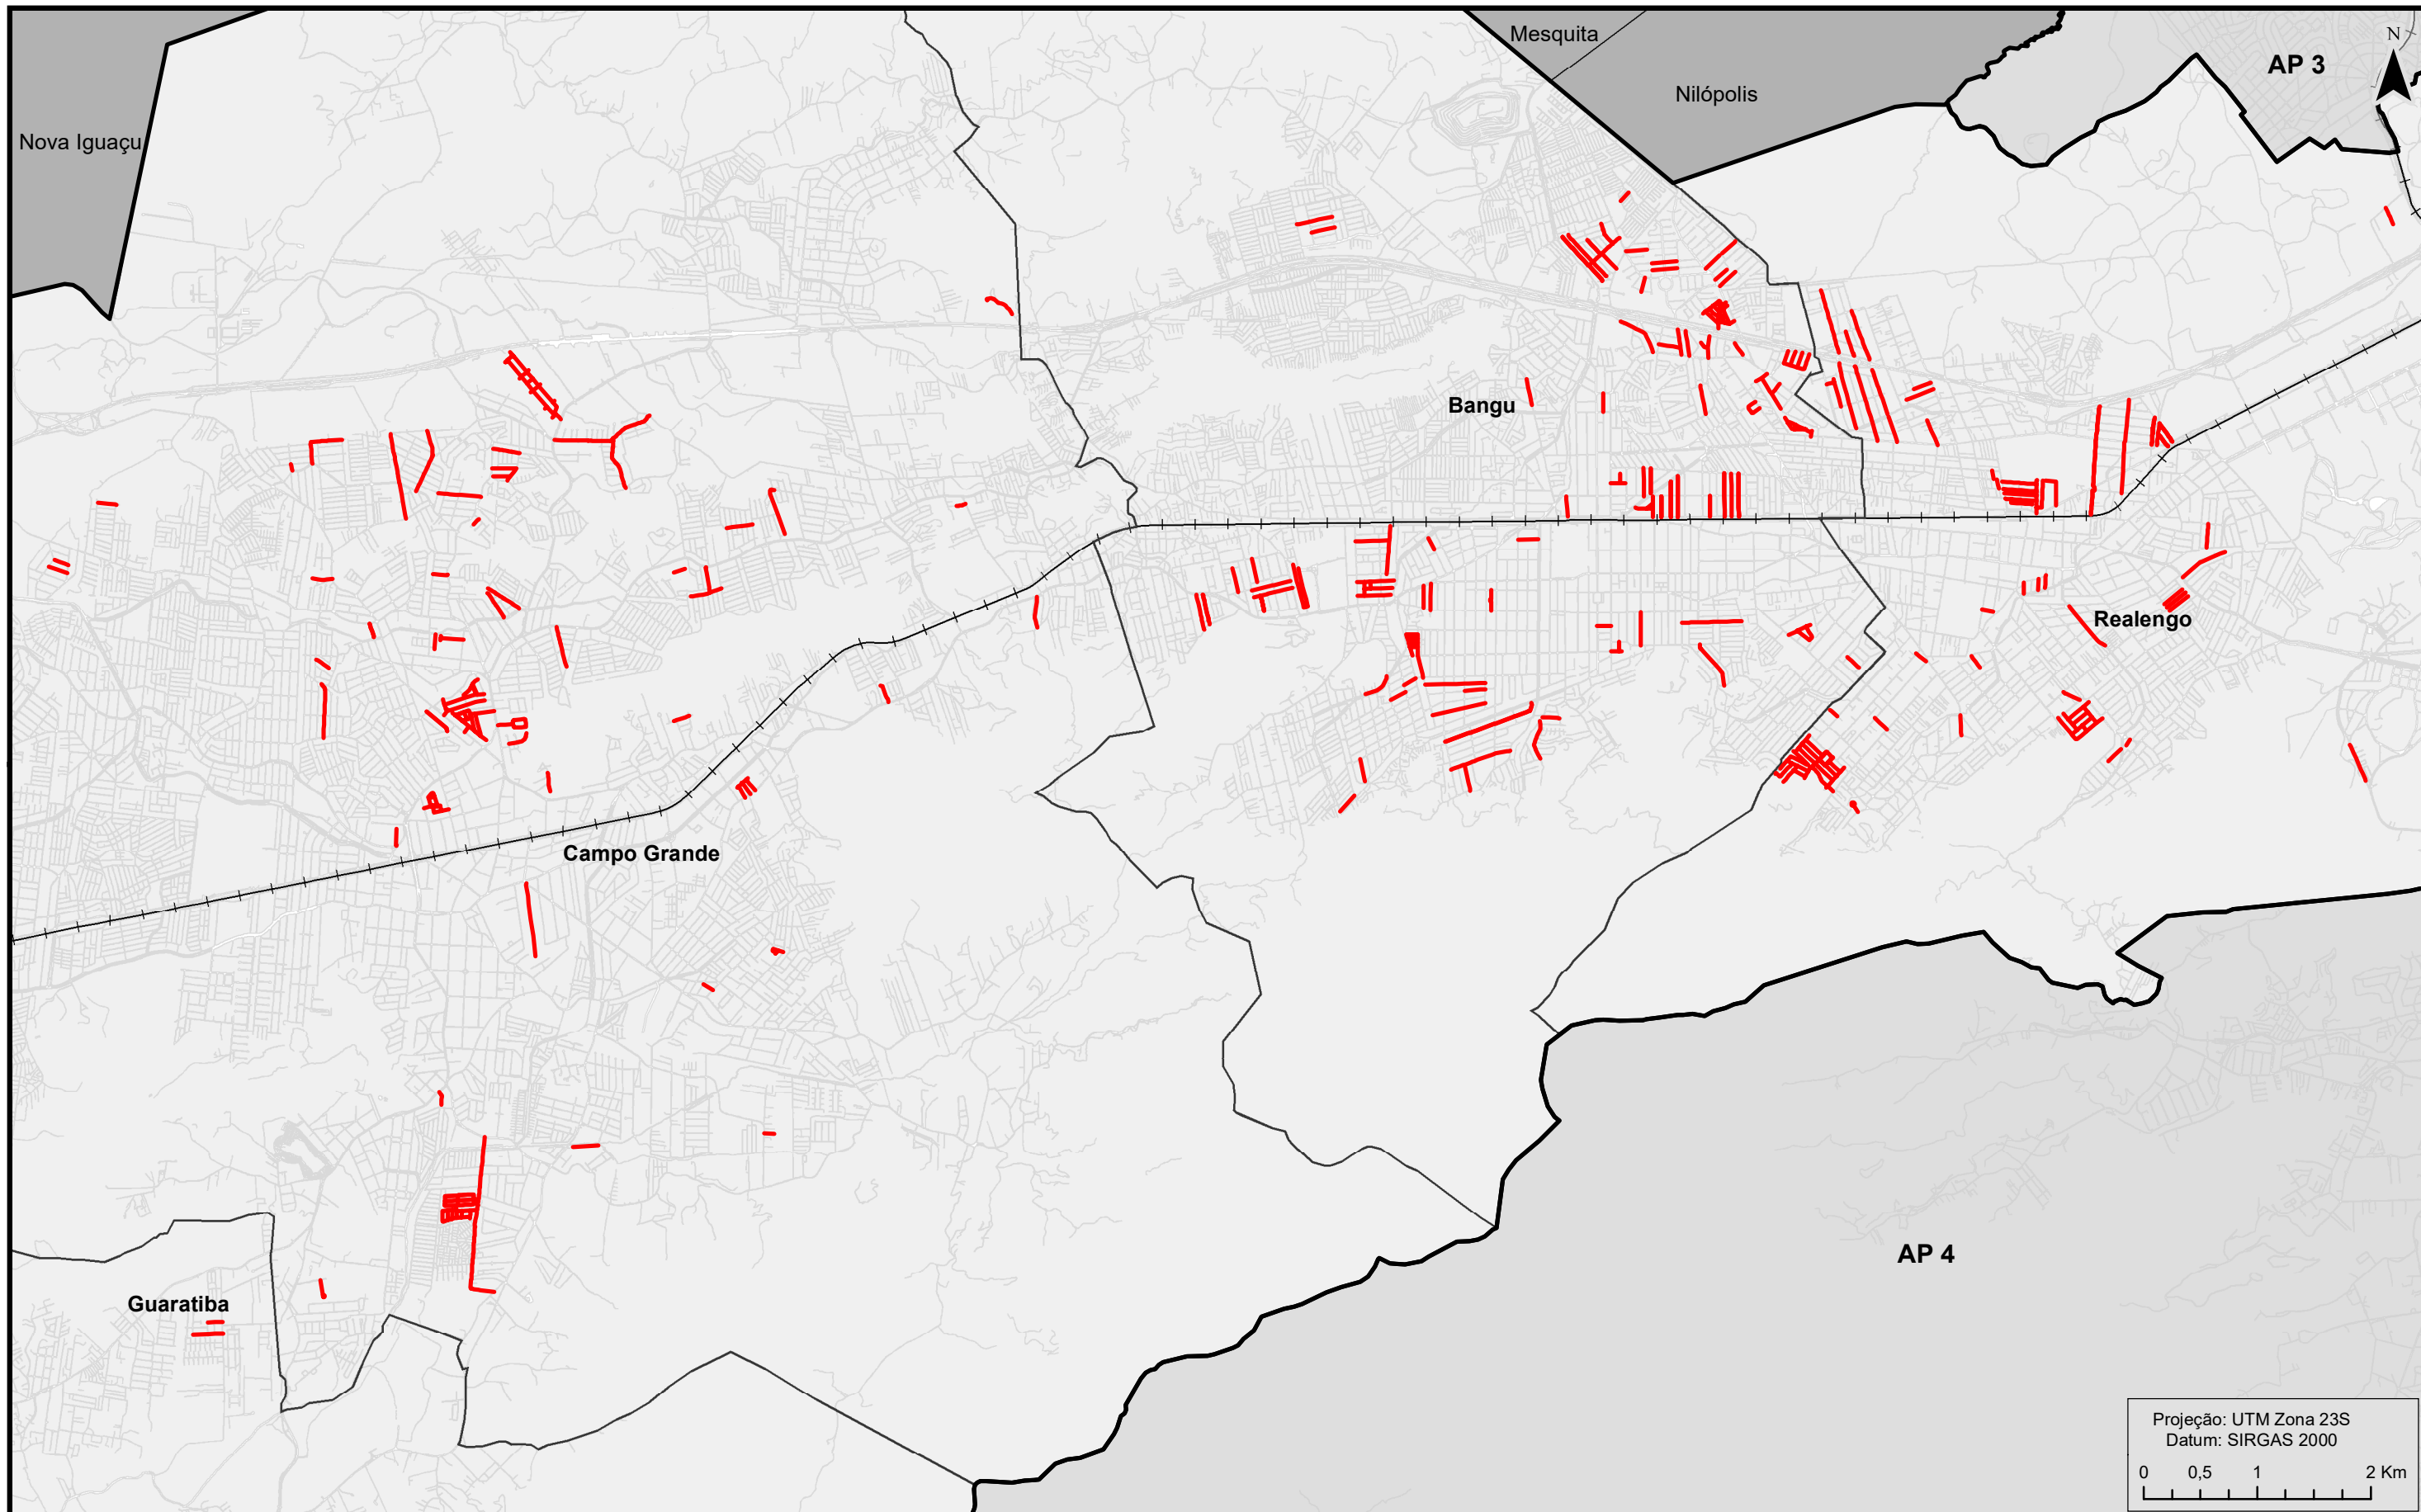 Mesquita
N
AP 3
Nilópolis
Nova Iguaçu
Bangu
Realengo
Campo Grande
AP 4
Guaratiba
Projeção: UTM Zona 23S
Datum: SIRGAS 2000
0 0,5 1 2 Km